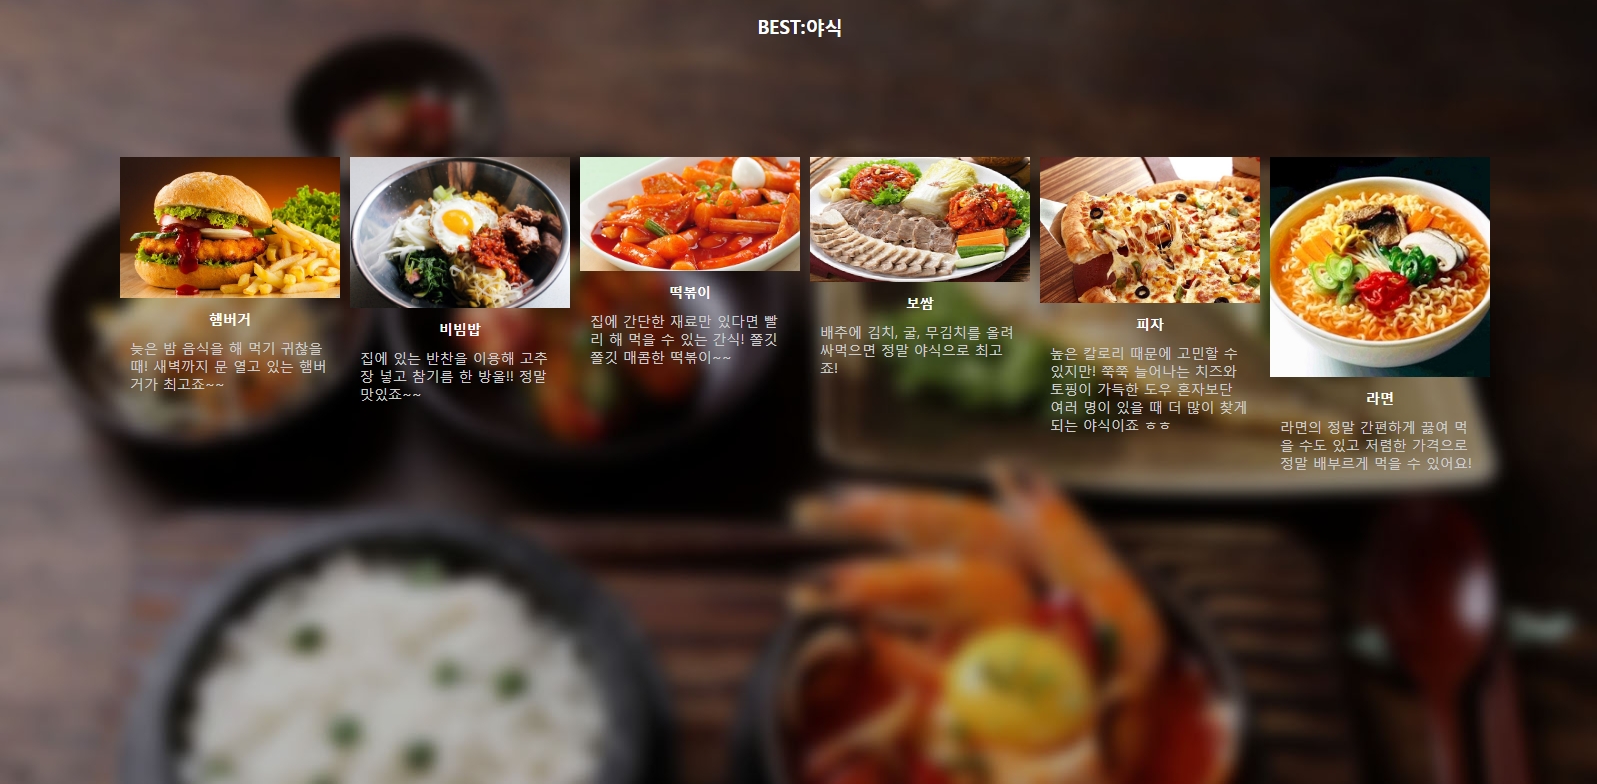 BEST:야식
햄버거
늦은 밤 음식을 해 먹기 귀찮을
때! 새벽까지 문 열고 있는 햄버
거가 최고죠~~
비빔밥
집에 있는 반찬을 이용해 고추
장 넣고 참기름 한 방울!! 정말
맛있죠~~
떡볶이
집에 간단한 재료만 있다면 빨
리 해 먹을 수 있는 간식! 쫄깃
쫄깃 매콤한 떡볶이~~
보쌈
배추에 김치, 굴, 무김치를 올려
싸먹으면 정말 야식으로 최고
죠!
피자
높은 칼로리 때문에 고민할 수
있지만! 쭉쭉 늘어나는 치즈와
토핑이 가득한 도우 혼자보단
여러 명이 있을 때 더 많이 찾게
되는 야식이죠 ㅎㅎ
라면
라면의 정말 간편하게 끓여 먹
을 수도 있고 저렴한 가격으로
정말 배부르게 먹을 수 있어요!